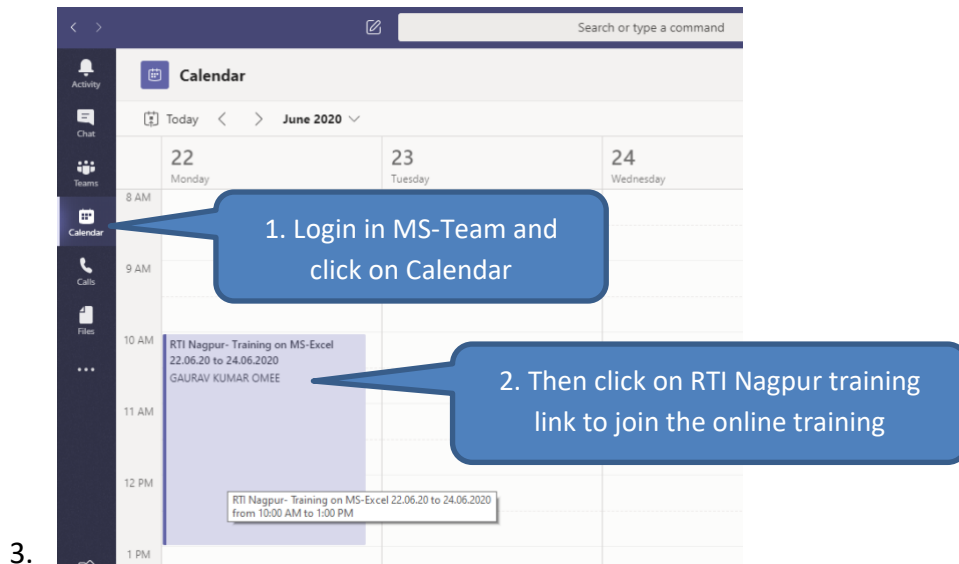 Search or type a command
Activity
Calendar
Chat
Today < > June 2020
22 23 24
Monday Tuesday Wednesday
Teams
8 AM
Calendar
1. Login in MS-Team and
click on Calendar
9 AM
Calls
Files
10 AM
RTI Nagpur- Training on MS-Excel
22.06.20 to 24.06.2020
GAURAV KUMAR OMEE
...
2. Then click on RTI Nagpur training
link to join the online training
11 AM
12 PM
RTI Nagpur- Training on MS-Excel 22.06.20 to 24.06.2020
from 10:00 AM to 1:00 PM
3.
1 PM